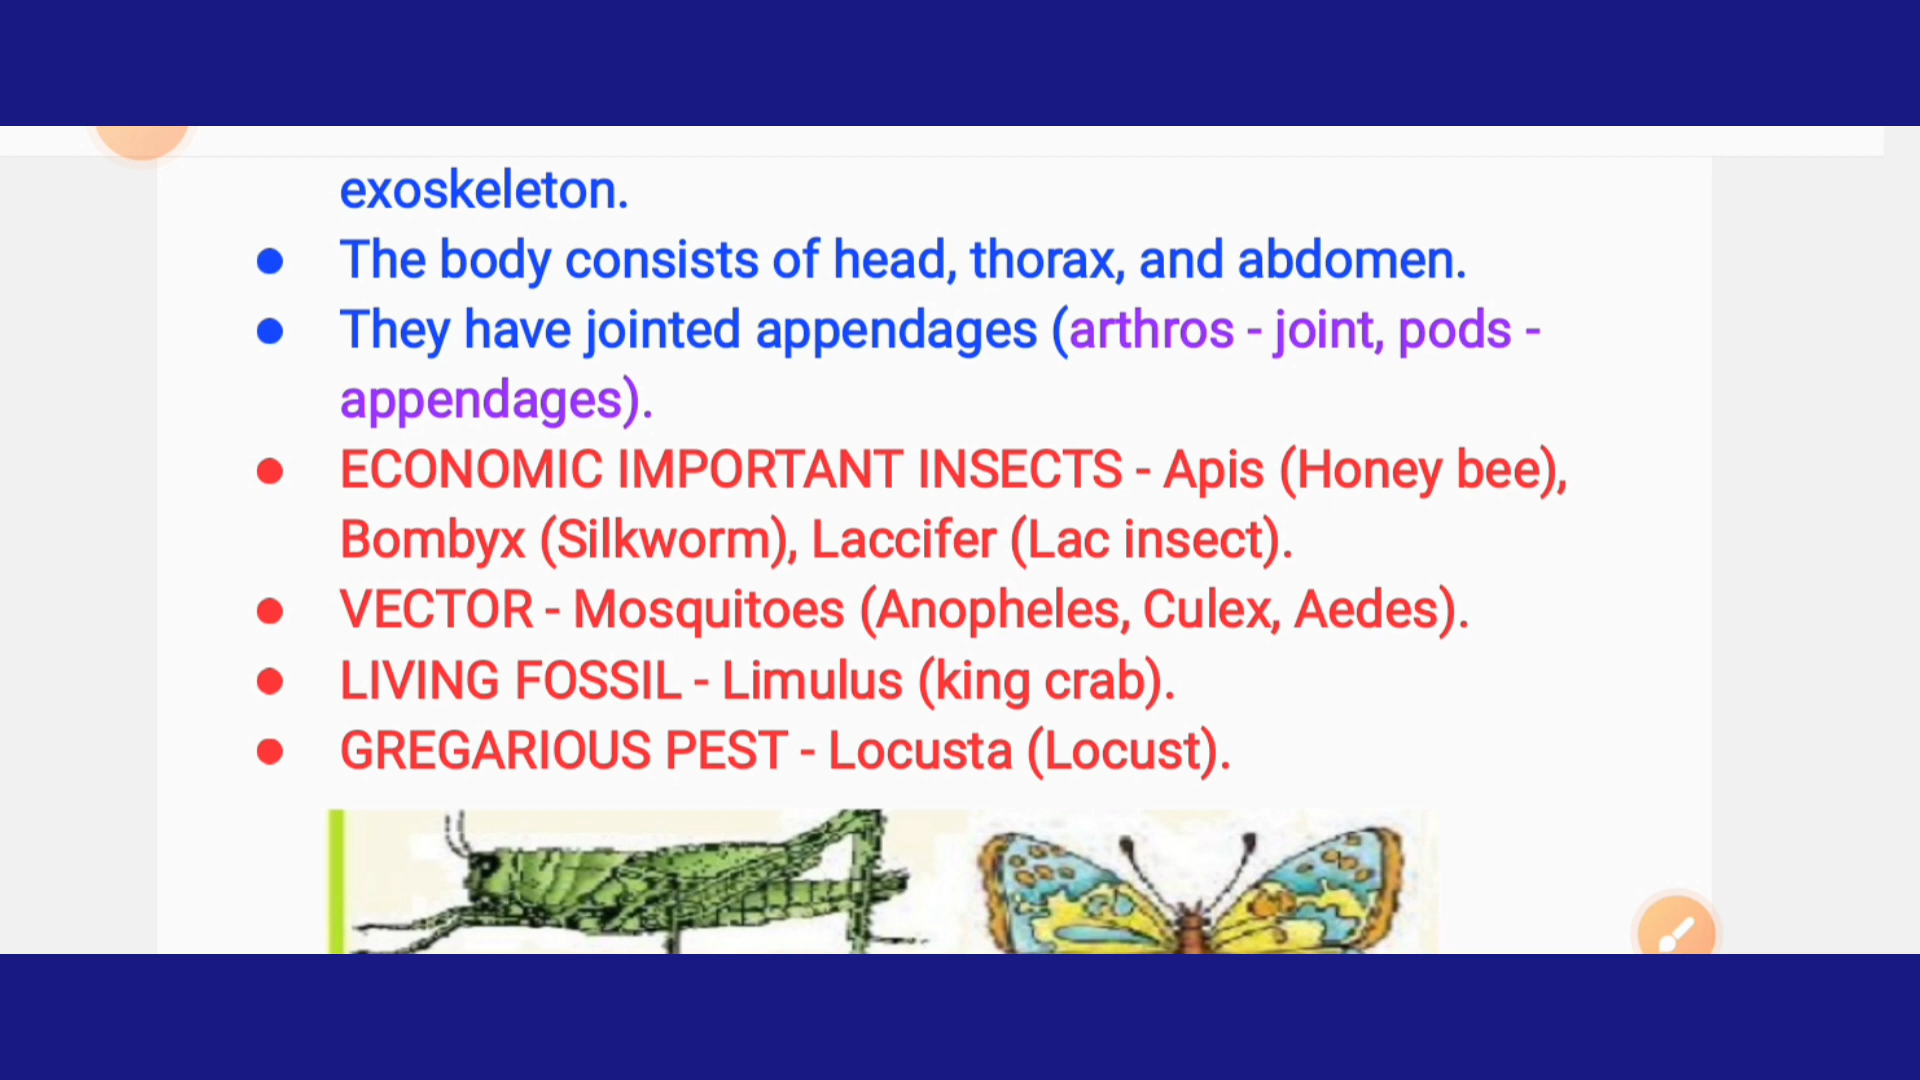 exoskeleton.
● The body consists of head, thorax, and abdomen.
● They have jointed appendages (arthros - joint, pods -
appendages).
● ECONOMIC IMPORTANT INSECTS - Apis (Honey bee),
Bombyx (Silkworm), Laccifer (Lac insect).
● VECTOR - Mosquitoes (Anopheles, Culex, Aedes).
● LIVING FOSSIL - Limulus (king crab).
● GREGARIOUS PEST - Locusta (Locust).